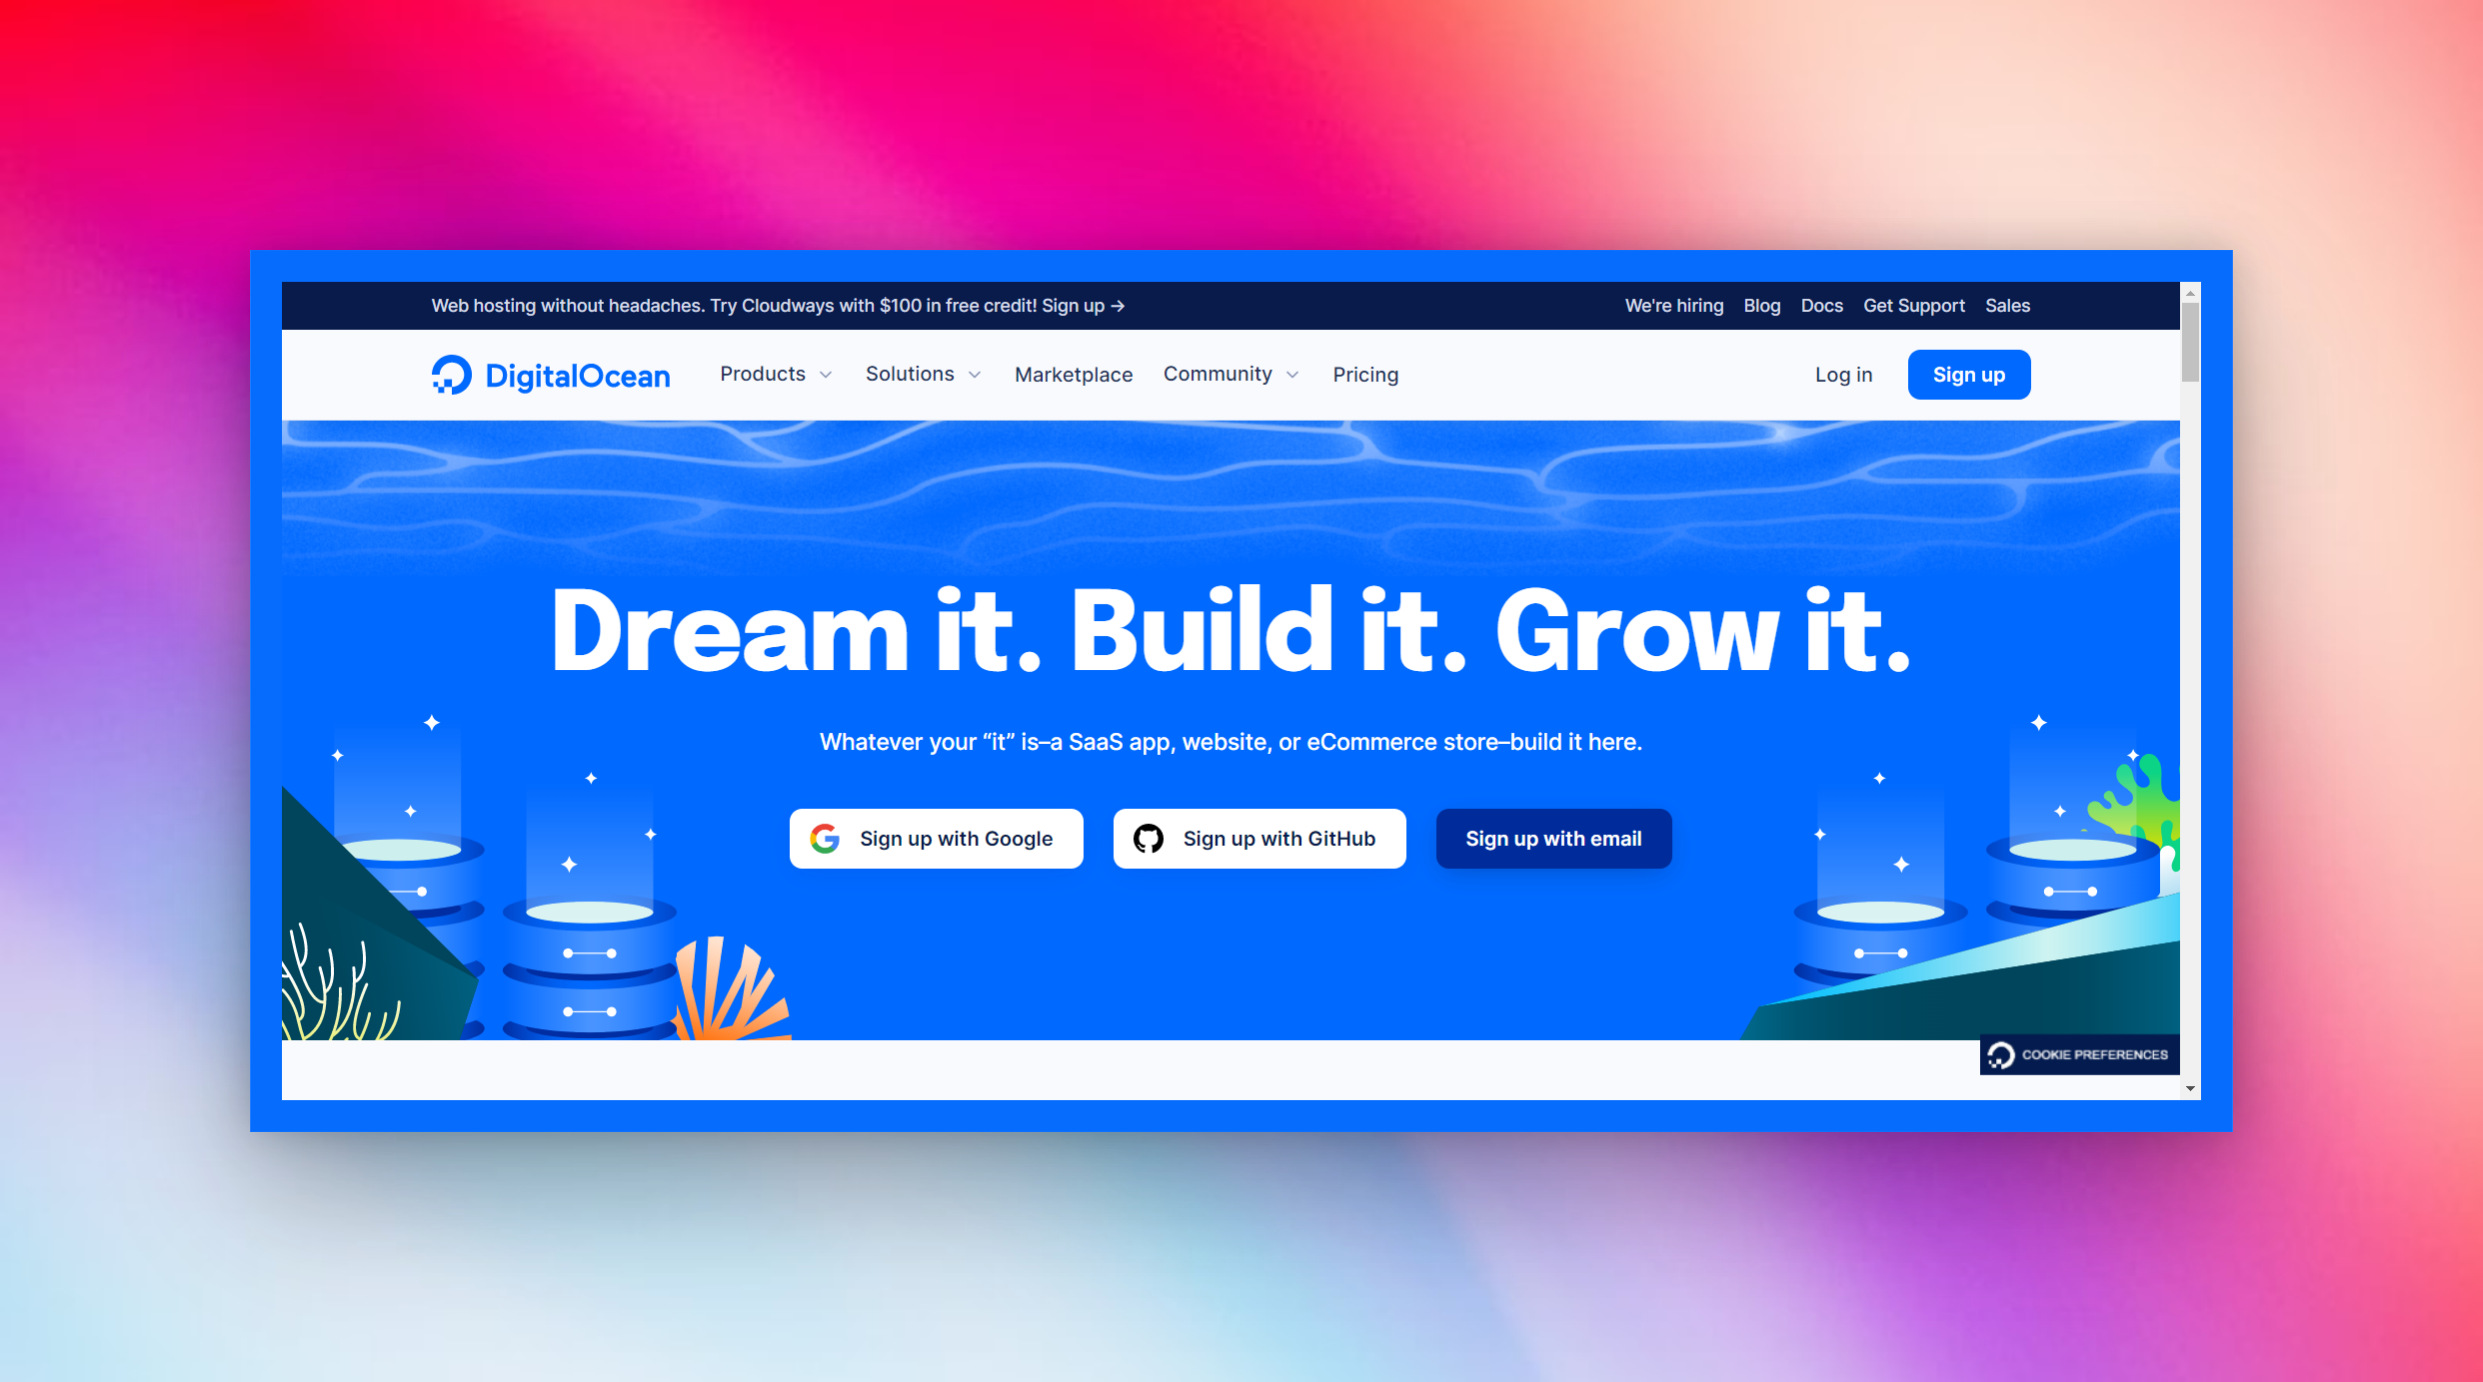 Web hosting without headaches. Try Cloudways with $100 in free credit! Sign up →
We're hiring Blog Docs Get Support Sales
DigitalOcean Products Solutions Marketplace Community Pricing Log in Sign up
Dream it. Build it. Grow it.
Whatever your “it” is–a SaaS app, website, or eCommerce store–build it here.
Sign up with Google Sign up with GitHub Sign up with email
COOKIE PREFERENCES